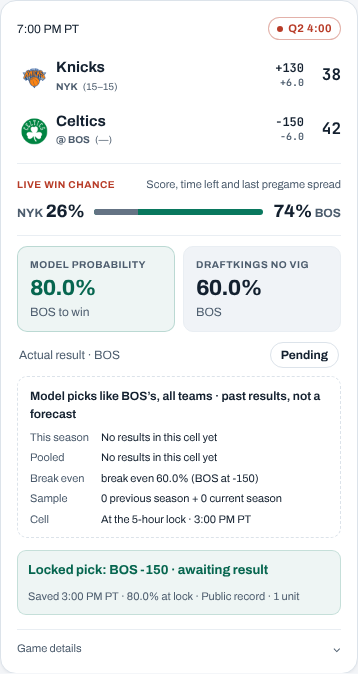 7:00 PM PT
Q2 4:00
Knicks
+130
38
NYK (15–15)
+6.0
Celtics
-150
42
@ BOS (—)
-6.0
LIVE WIN CHANCE
Score, time left and last pregame spread
NYK 26%
74% BOS
MODEL PROBABILITY
80.0%
BOS to win
DRAFTKINGS NO VIG
60.0%
BOS
Actual result · BOS
Pending
Model picks like BOS's, all teams · past results, not a
forecast
This season No results in this cell yet
Pooled No results in this cell yet
Break even break even 60.0% (BOS at -150)
Sample 0 previous season + 0 current season
Cell At the 5-hour lock · 3:00 PM PT
Locked pick: BOS -150 · awaiting result
Saved 3:00 PM PT · 80.0% at lock · Public record · 1 unit
Game details